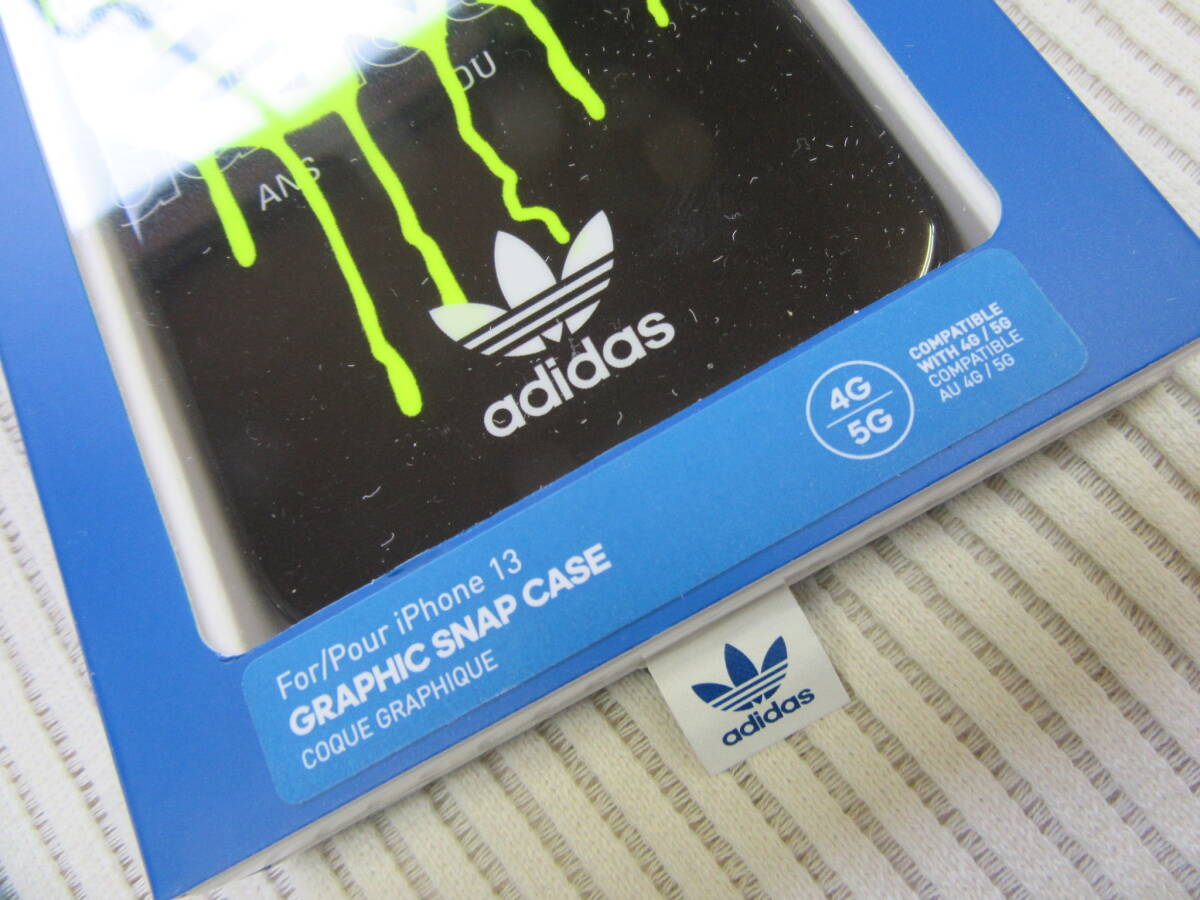 OU
ANS
adidas
4G
5G
COMPATIBLE
WITH 4G / 5G
COMPATIBLE
AU 4G / 5G
For/Pour iPhone 13
GRAPHIC SNAP CASE
COQUE GRAPHIQUE
adidas